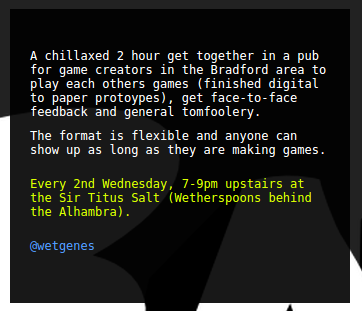 A chillaxed 2 hour get together in a pub
for game creators in the Bradford area to
play each others games (finished digital
to paper protoypes), get face-to-face
feedback and general tomfoolery.
The format is flexible and anyone can
show up as long as they are making games.
Every 2nd Wednesday, 7-9pm upstairs at
the Sir Titus Salt (Wetherspoons behind
the Alhambra).
@wetgenes